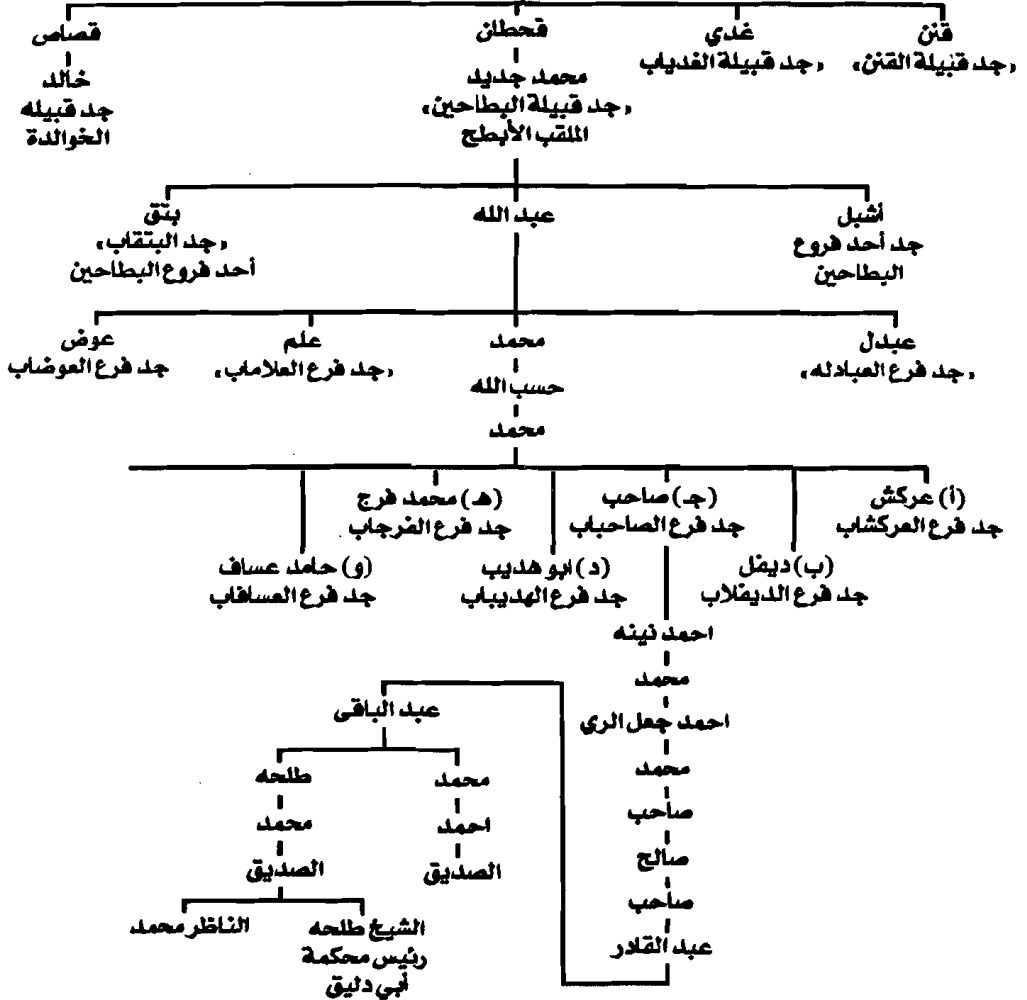 قنن
«جد قبيلة القنن»
غدي
«جد قبيلة الغدياب»
قحطان
محمد جديد
«جد قبيلة البطاحين»
الملقب الأبطح
قصاص
خالد
جد قبيله
الخوالدة
أشبل
جد أحد فروع
البطاحين
عبد الله
بتق
«جد البتقاب»
أحد فروع البطاحين
عبدل
«جد فرع العبادله»
محمد
حسب الله
محمد
علم
«جد فرع العلاماب»
عوض
جد فرع العوضاب
(أ) عركش
جد فرع العركشاب
(ب) ديفل
جد فرع الديفلاب
(جـ) صاحب
جد فرع الصاحباب
(د) ابو هديب
جد فرع الهديباب
(هـ) محمد فرج
جد فرع الفرجاب
(و) حامد عساف
جد فرع العسافاب
احمد نينه
محمد
احمد جعل الري
محمد
صاحب
صالح
صاحب
عبد القادر
عبد الباقى
محمد
احمد
الصديق
طلحه
محمد
الصديق
الشيخ طلحه
رئيس محكمة
أبي دليق
الناظر محمد